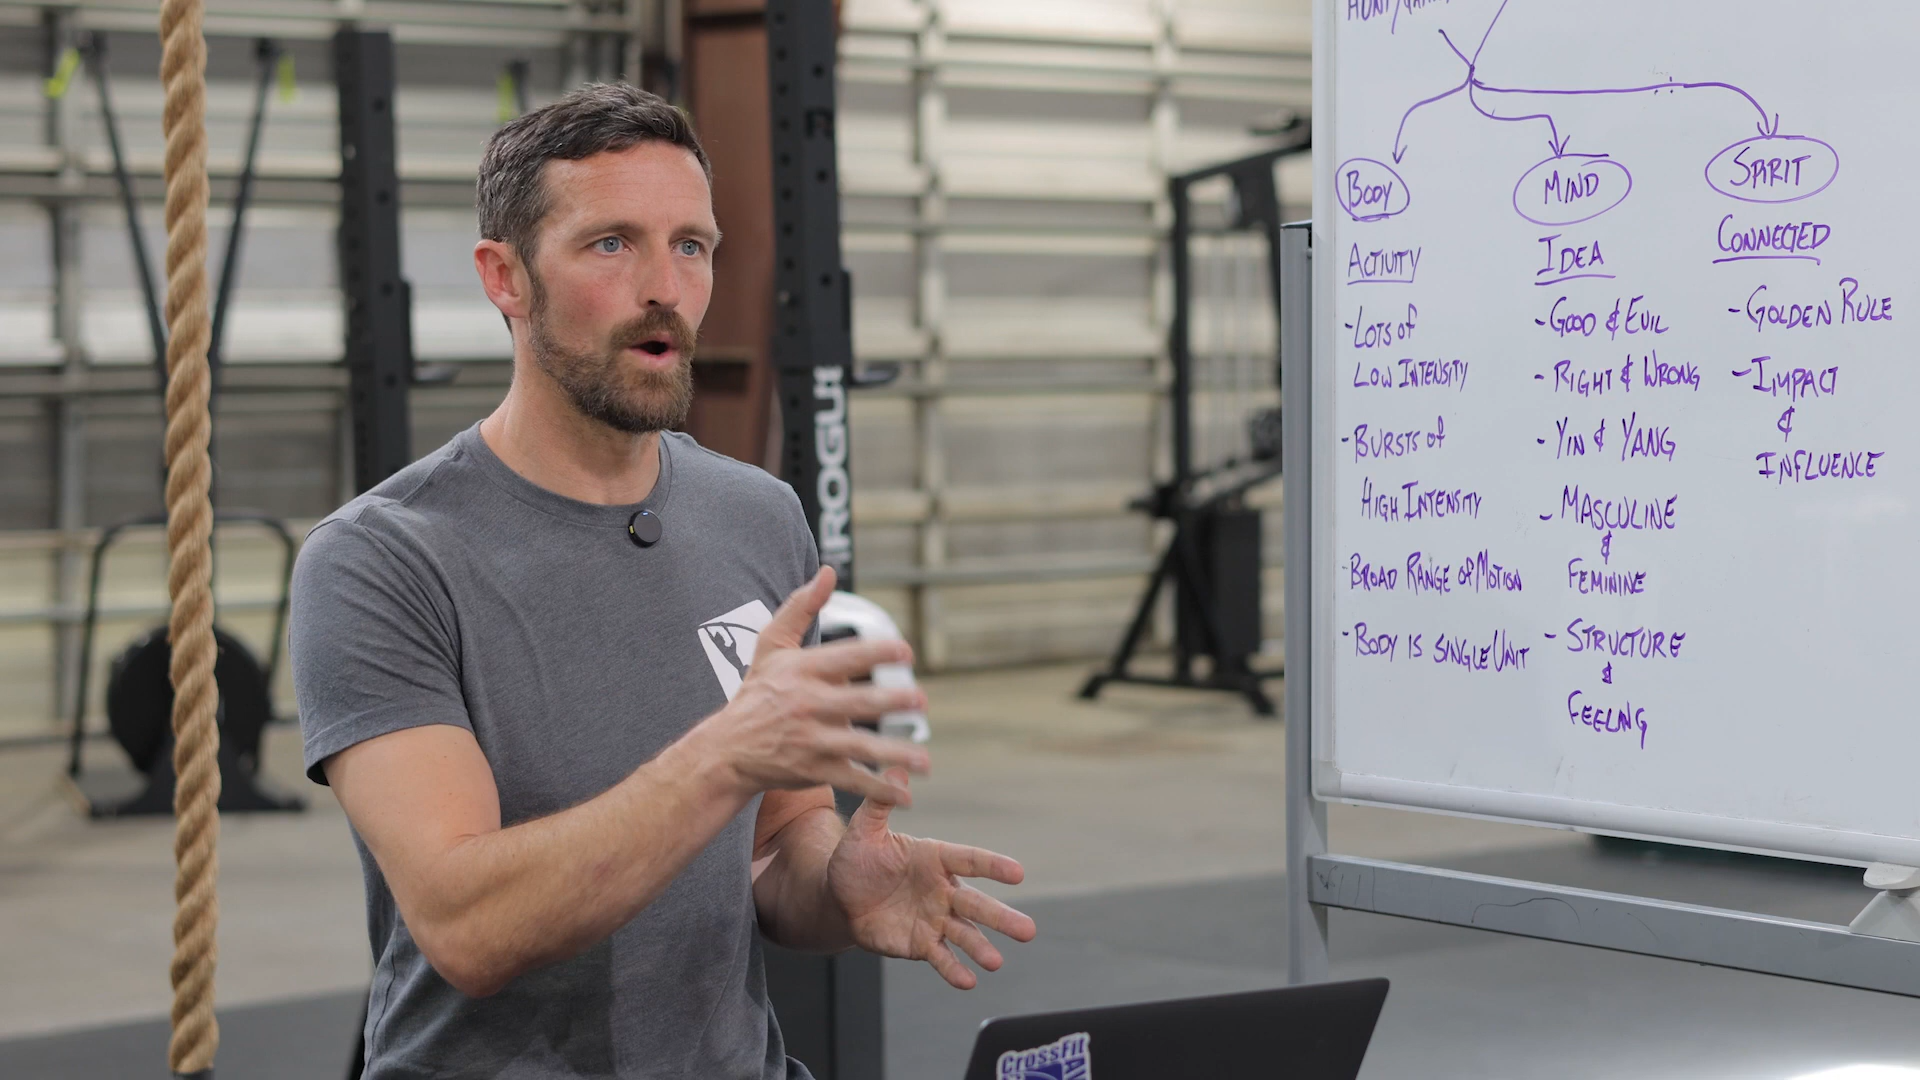 BODY
ACTIVITY
- LOTS OF
LOW INTENSITY
- BURSTS OF
HIGH INTENSITY
- BROAD RANGE OF MOTION
- BODY IS SINGLE UNIT
MIND
IDEA
- GOOD & EVIL
- RIGHT & WRONG
- YIN & YANG
- MASCULINE
&
FEMININE
- STRUCTURE
&
FEELING
SPIRIT
CONNECTED
- GOLDEN RULE
- IMPACT
&
INFLUENCE
ROGUE
CROSSFIT